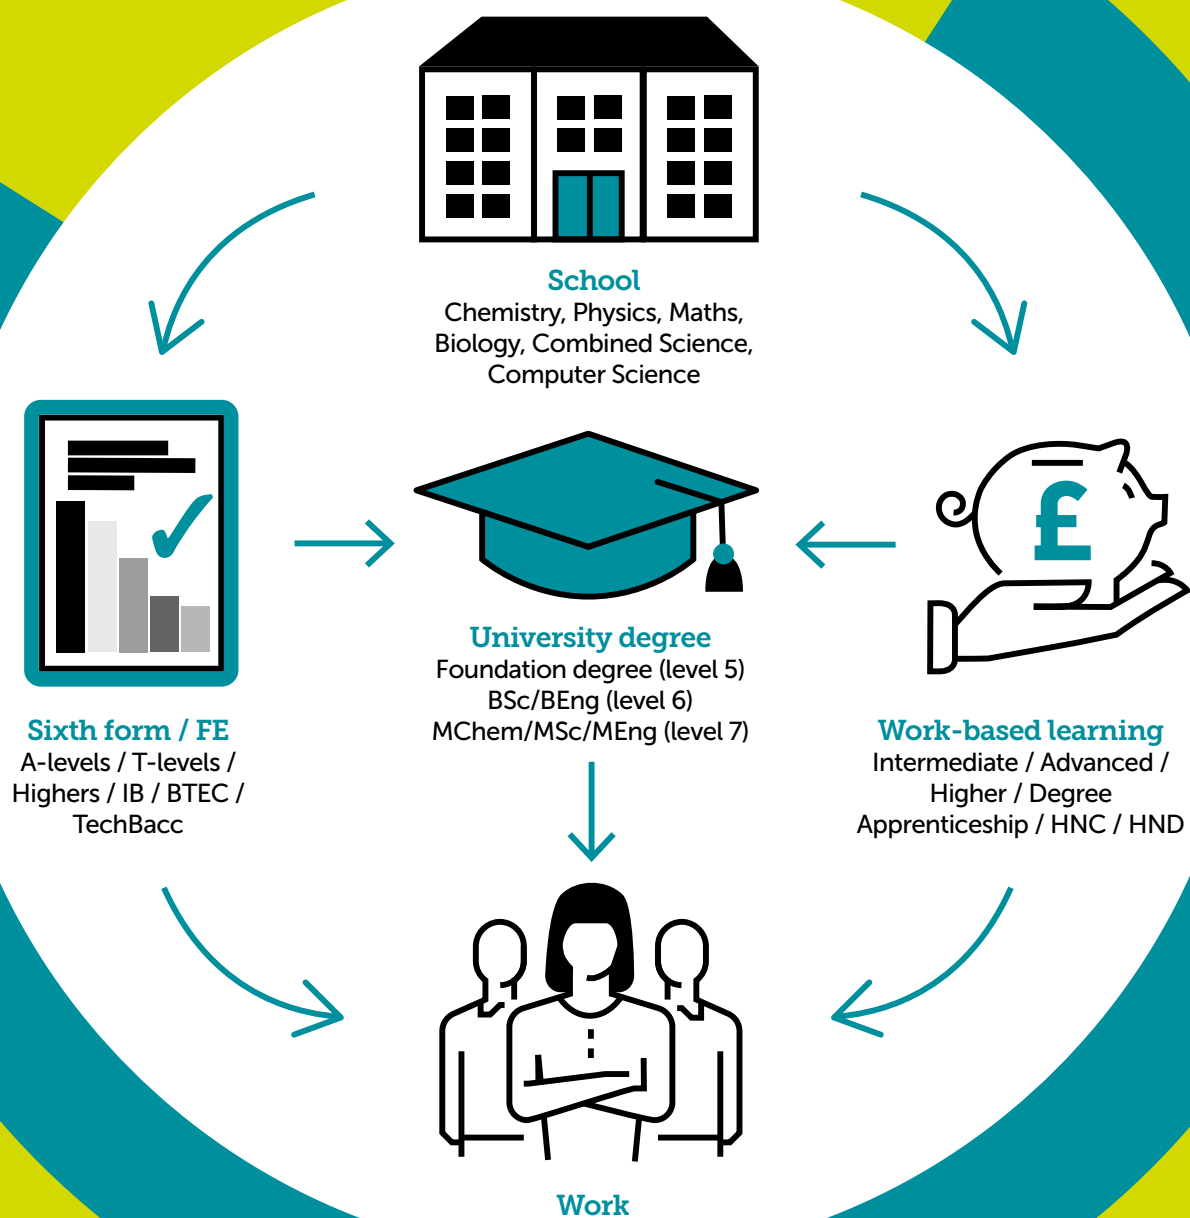 School
Chemistry, Physics, Maths,
Biology, Combined Science,
Computer Science
£
University degree
Foundation degree (level 5)
BSc/BEng (level 6)
MChem/MSc/MEng (level 7)
Sixth form / FE
A-levels / T-levels /
Highers / IB / BTEC /
TechBacc
Work-based learning
Intermediate / Advanced /
Higher / Degree
Apprenticeship / HNC / HND
Work